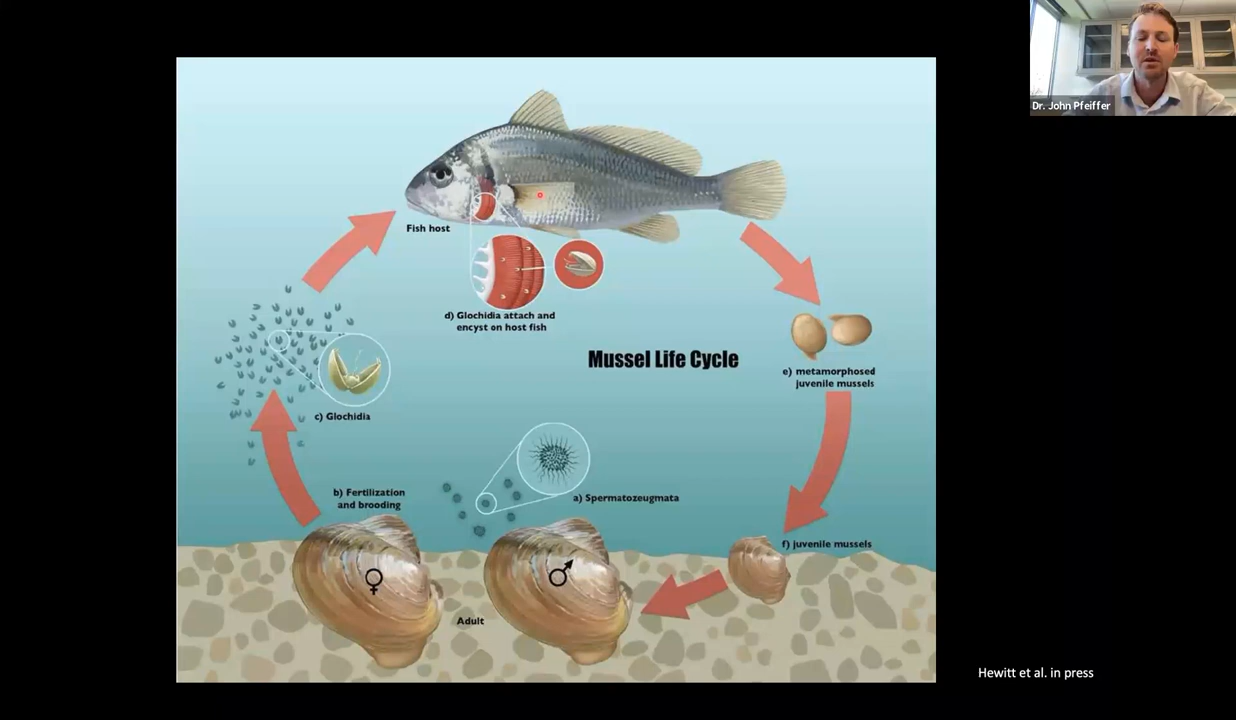 Dr. John Pfeiffer
Fish host
d) Glochidia attach and
encyst on host fish
Mussel Life Cycle
e) metamorphosed
juvenile mussels
c) Glochidia
b) Fertilization
and brooding
a) Spermatozeugmata
f) juvenile mussels
Adult
Hewitt et al. in press